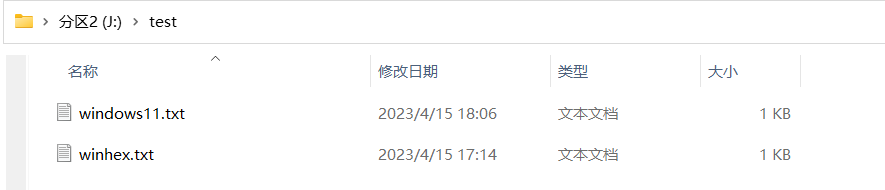 分区2 (J:) > test
名称 修改日期 类型 大小
windows11.txt 2023/4/15 18:06 文本文档 1 KB
winhex.txt 2023/4/15 17:14 文本文档 1 KB